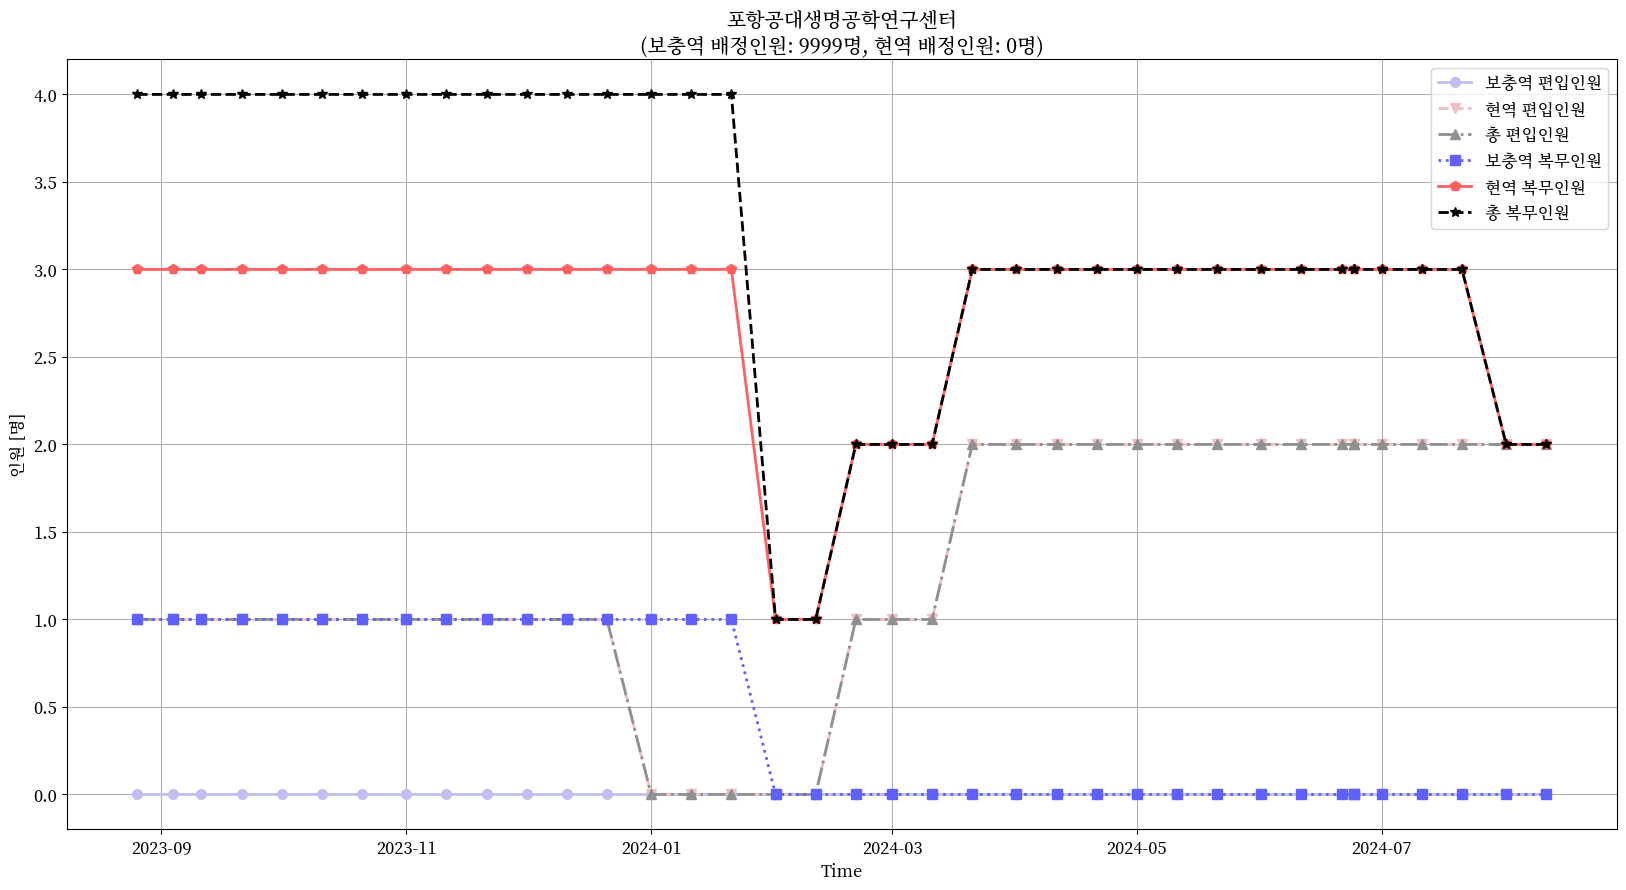 포항공대생명공학연구센터
(보충역 배정인원: 9999명, 현역 배정인원: 0명)
보충역 편입인원
현역 편입인원
총 편입인원
보충역 복무인원
현역 복무인원
총 복무인원
4.0
3.5
3.0
2.5
2.0
1.5
1.0
0.5
0.0
인원 [명]
2023-09
2023-11
2024-01
2024-03
2024-05
2024-07
Time